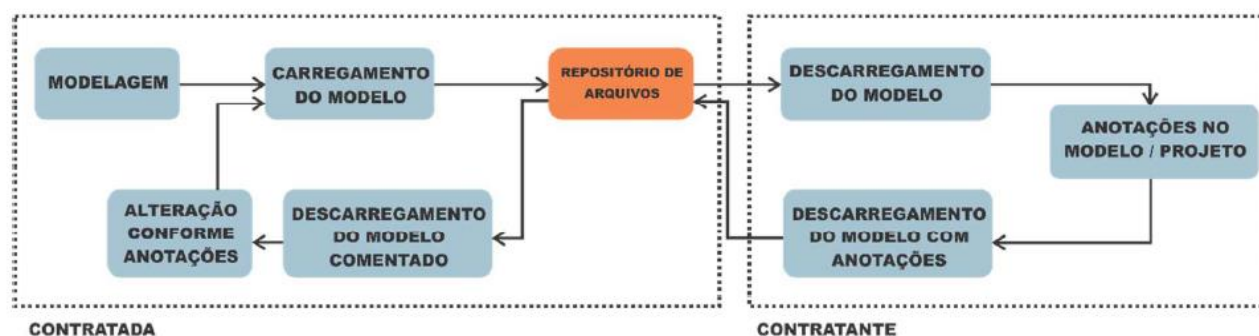 MODELAGEM
CARREGAMENTO
DO MODELO
REPOSITÓRIO DE
ARQUIVOS
DESCARREGAMENTO
DO MODELO
ANOTAÇÕES NO
MODELO / PROJETO
ALTERAÇÃO
CONFORME
ANOTAÇÕES
DESCARREGAMENTO
DO MODELO
COMENTADO
DESCARREGAMENTO
DO MODELO COM
ANOTAÇÕES
CONTRATADA
CONTRATANTE